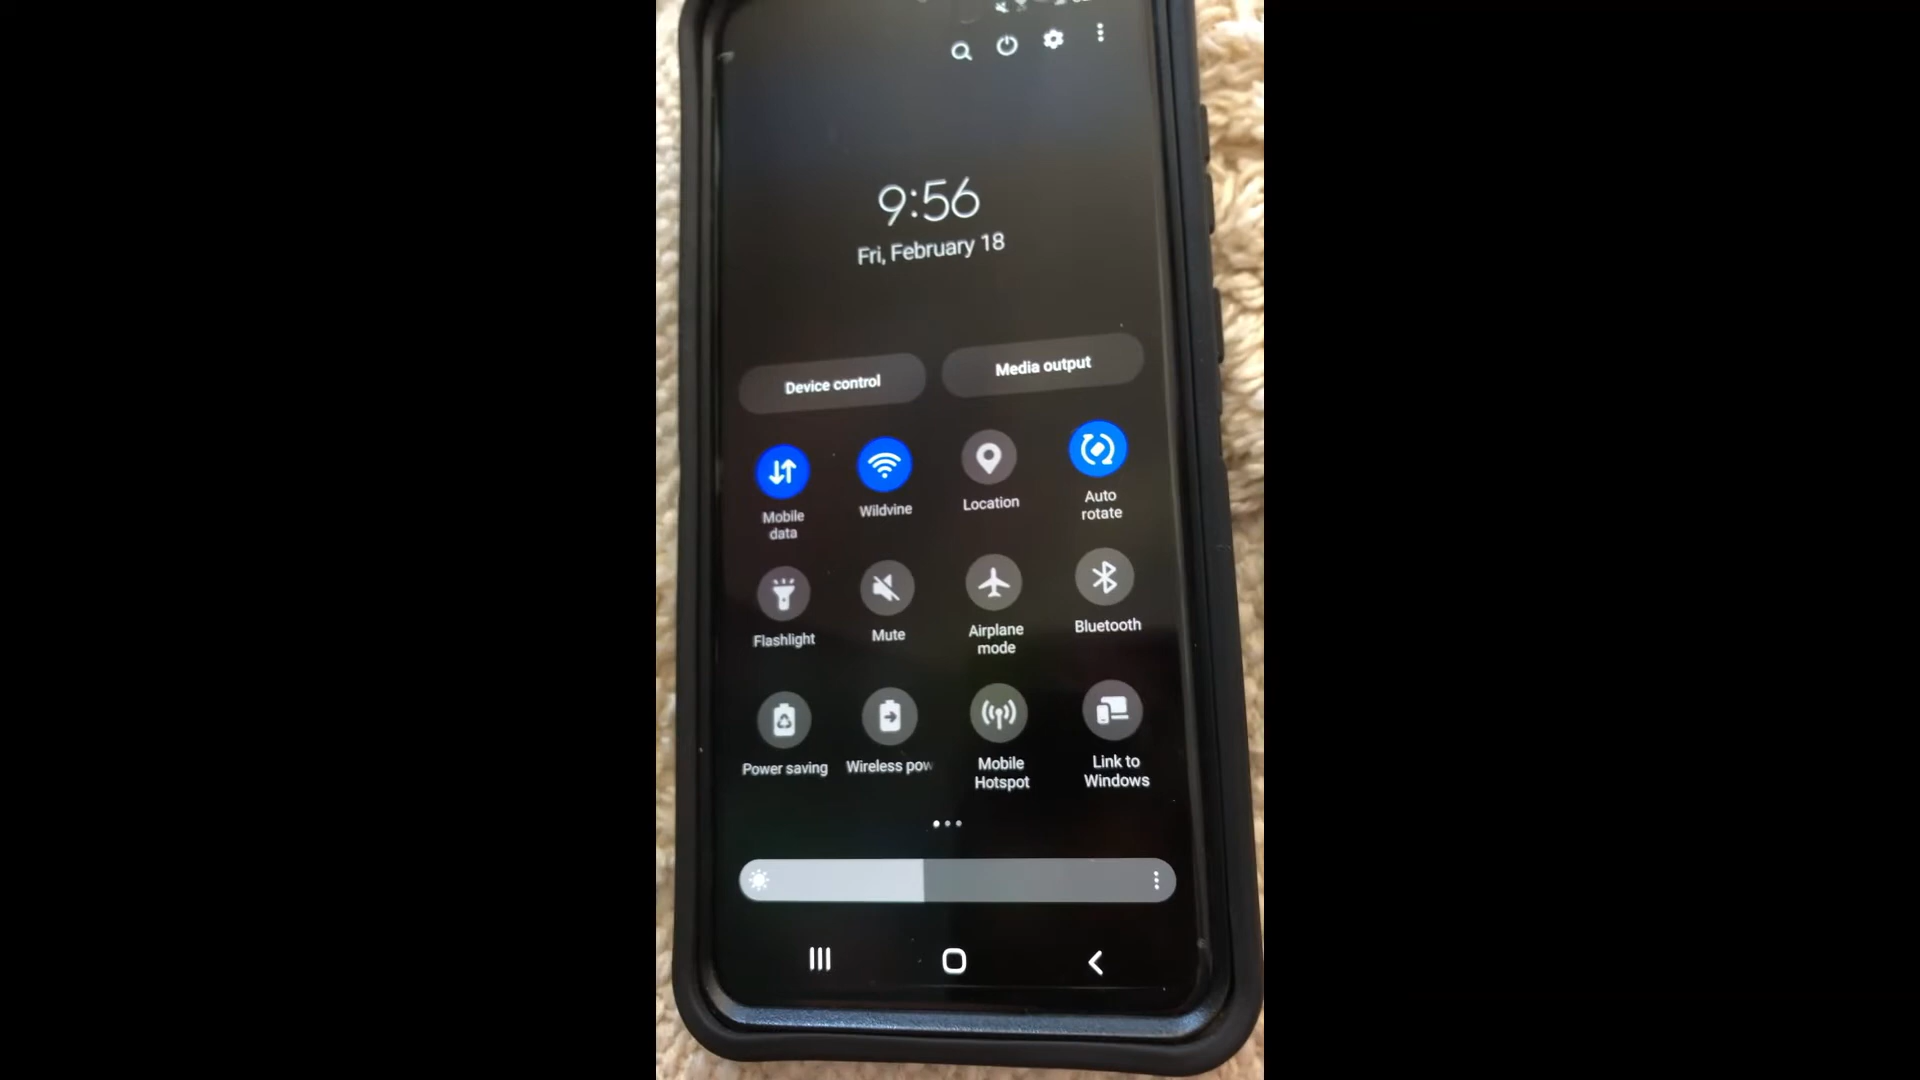 9:56
Fri, February 18
Device control
Media output
Mobile
data
Wildvine
Location
Auto
rotate
Flashlight
Mute
Airplane
mode
Bluetooth
Power saving
Wireless pow
Mobile
Hotspot
Link to
Windows